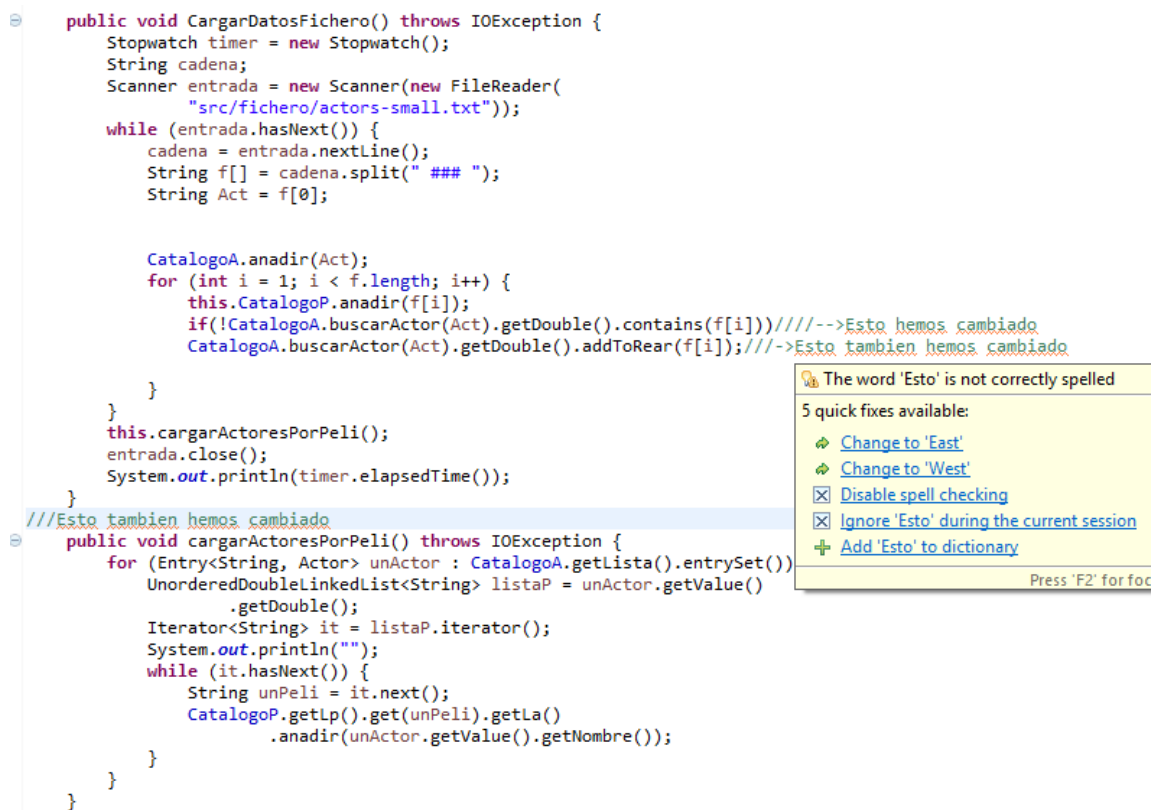 public void CargarDatosFichero() throws IOException {
Stopwatch timer = new Stopwatch();
String cadena;
Scanner entrada = new Scanner(new FileReader(
"src/fichero/actors-small.txt"));
while (entrada.hasNext()) {
cadena = entrada.nextLine();
String f[] = cadena.split(" ### ");
String Act = f[0];
CatalogoA.anadir(Act);
for (int i = 1; i < f.length; i++) {
this.CatalogoP.anadir(f[i]);
if(!CatalogoA.buscarActor(Act).getDouble().contains(f[i]))////-->Esto hemos cambiado
CatalogoA.buscarActor(Act).getDouble().addToRear(f[i]);///->Esto tambien hemos cambiado
}
}
this.cargarActoresPorPeli();
entrada.close();
System.out.println(timer.elapsedTime());
}
///Esto tambien hemos cambiado
public void cargarActoresPorPeli() throws IOException {
for (Entry<String, Actor> unActor : CatalogoA.getLista().entrySet())
UnorderedDoubleLinkedList<String> listaP = unActor.getValue()
.getDouble();
Iterator<String> it = listaP.iterator();
System.out.println("");
while (it.hasNext()) {
String unPeli = it.next();
CatalogoP.getLp().get(unPeli).getLa()
.anadir(unActor.getValue().getNombre());
}
}
}
The word 'Esto' is not correctly spelled
5 quick fixes available:
Change to 'East'
Change to 'West'
Disable spell checking
Ignore 'Esto' during the current session
Add 'Esto' to dictionary
Press 'F2' for foc